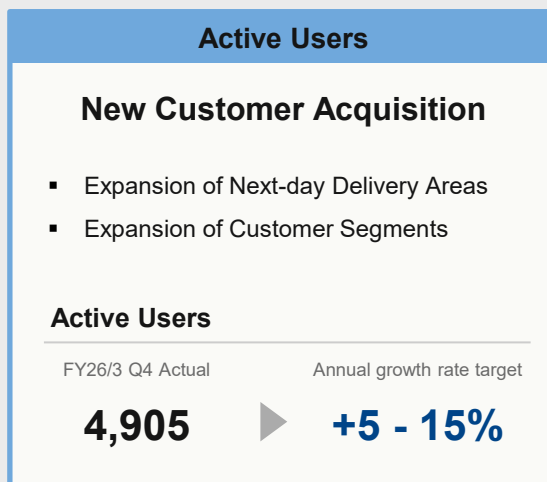 Active Users
New Customer Acquisition
▪ Expansion of Next-day Delivery Areas
▪ Expansion of Customer Segments
Active Users
FY26/3 Q4 Actual
Annual growth rate target
4,905
+5 - 15%